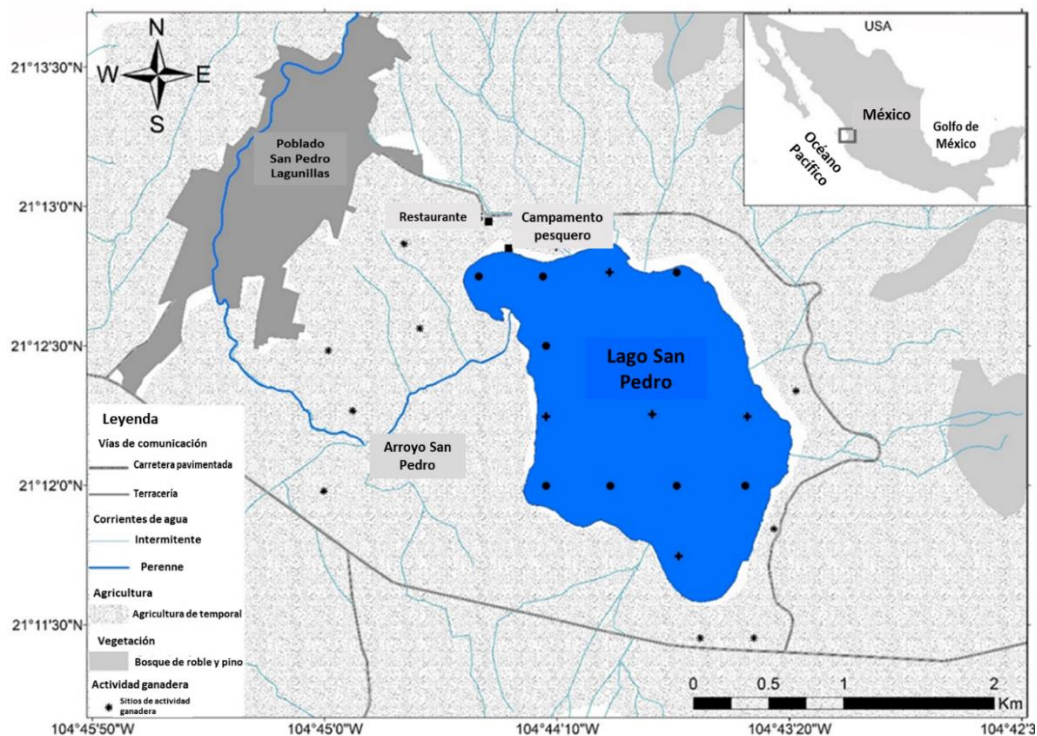 N
W
E
S
21°13'30"N
21°13'0"N
21°12'30"N
21°12'0"N
21°11'30"N
USA
México
Golfo de
México
Océano
Pacífico
Poblado
San Pedro
Lagunillas
Restaurante
Campamento
pesquero
Lago San
Pedro
Arroyo San
Pedro
Leyenda
Vías de comunicación
Carretera pavimentada
Terracería
Corrientes de agua
Intermitente
Perenne
Agricultura
Agricultura de temporal
Vegetación
Bosque de roble y pino
Actividad ganadera
Sitios de actividad
ganadera
0 0.5 1 2
Km
104°45'50"W 104°45'0"W 104°44'10"W 104°43'20"W 104°42'3